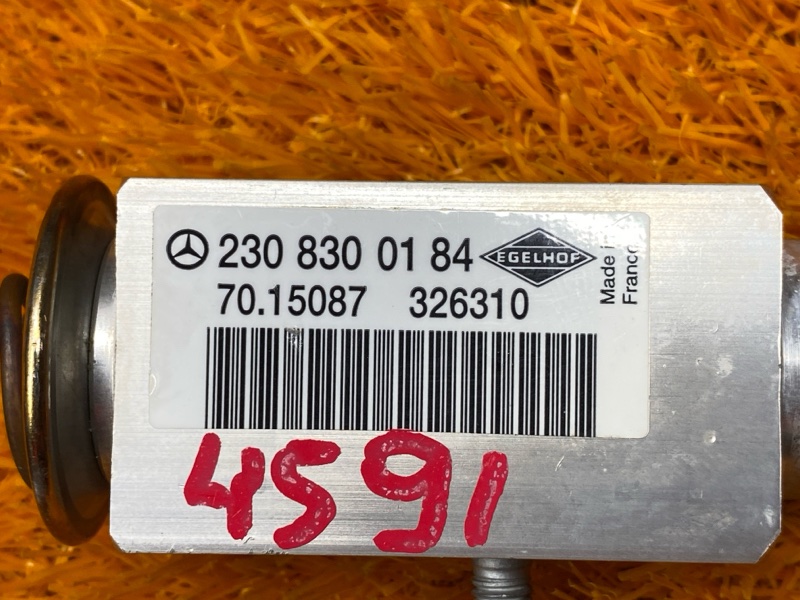 230 830 01 84 EGELHOF
70.15087 326310
Made in
France
4591